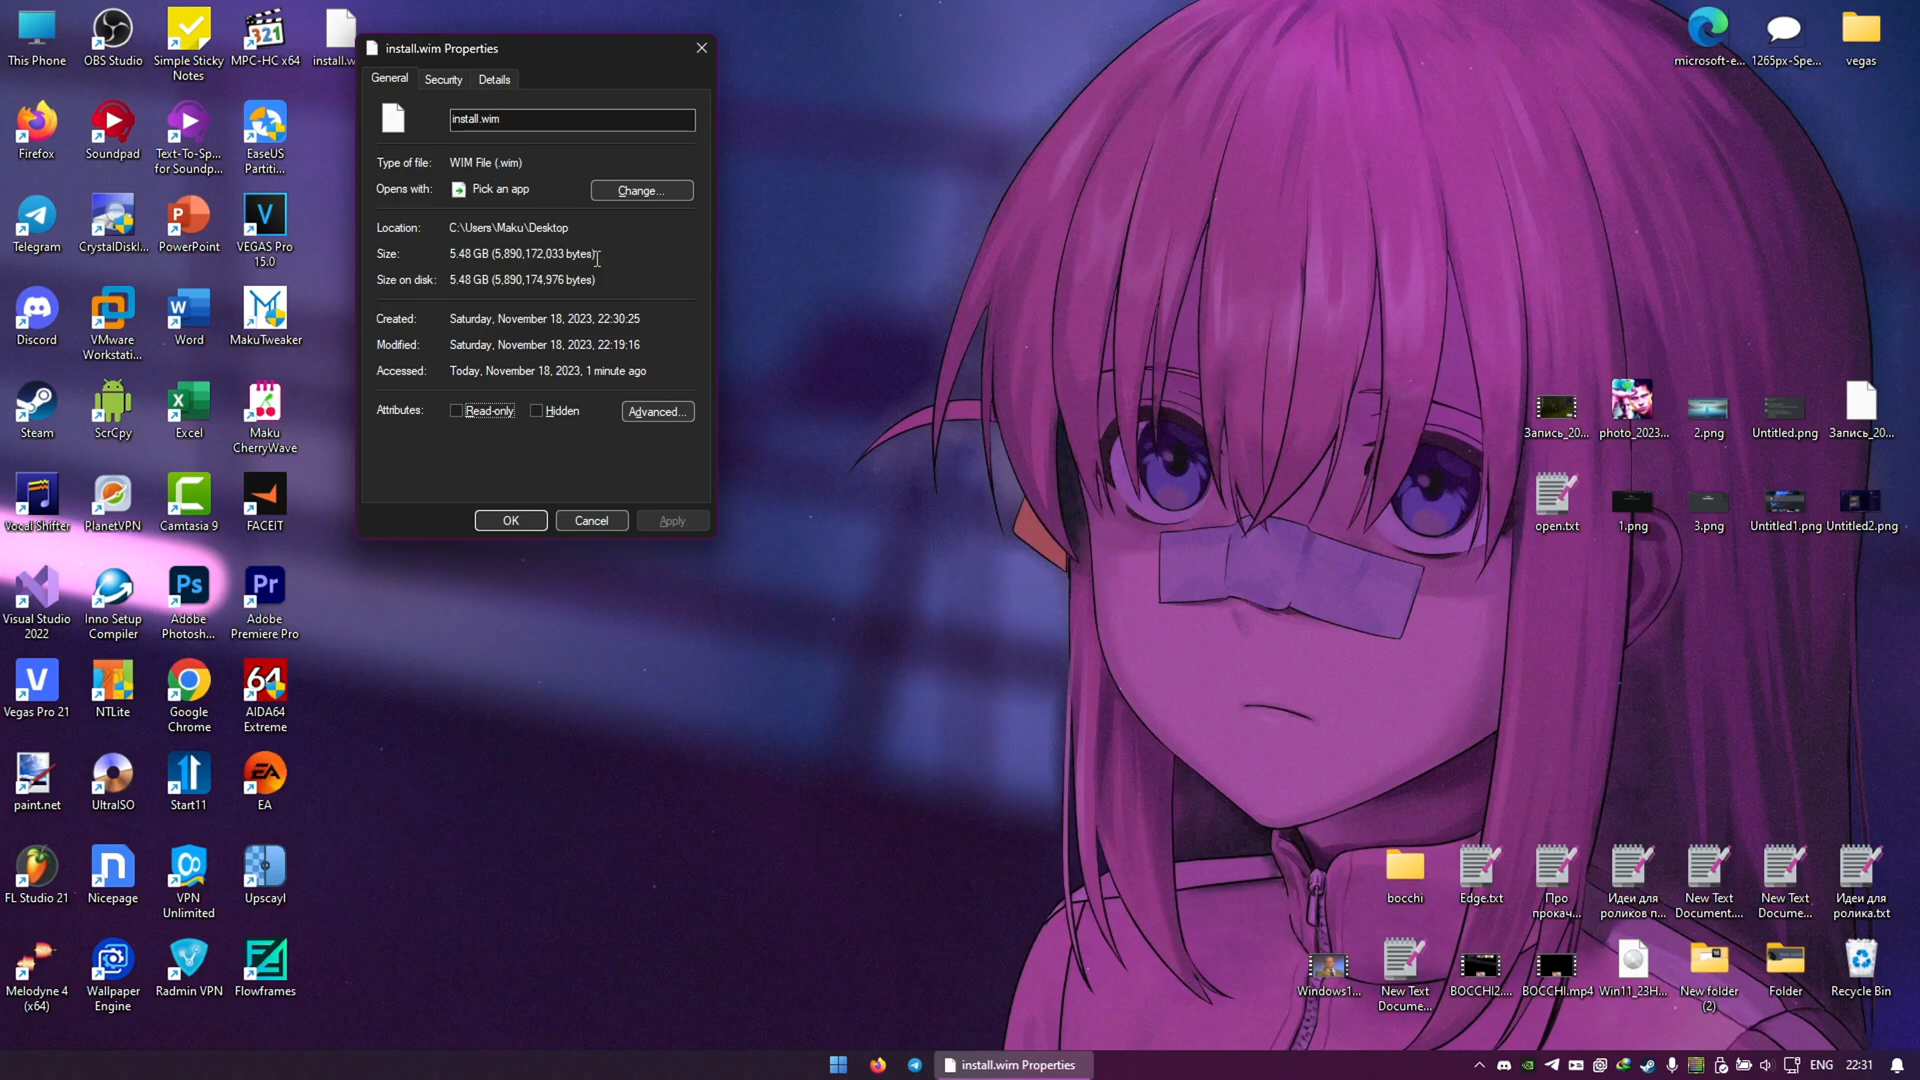 This Phone
OBS Studio
Simple Sticky
Notes
MPC-HC x64
install.w
Firefox
Soundpad
Text-To-Sp...
for Soundp...
EaseUS
Partiti...
Telegram
CrystalDiskI...
PowerPoint
VEGAS Pro
15.0
Discord
VMware
Workstati...
Word
MakuTweaker
Steam
ScrCpy
Excel
Maku
CherryWave
Vocal Shifter
PlanetVPN
Camtasia 9
FACEIT
Visual Studio
2022
Inno Setup
Compiler
Adobe
Photosh...
Adobe
Premiere Pro
Vegas Pro 21
NTLite
Google
Chrome
AIDA64
Extreme
paint.net
UltraISO
Start11
EA
FL Studio 21
Nicepage
VPN
Unlimited
Upscayl
Melodyne 4
(x64)
Wallpaper
Engine
Radmin VPN
Flowframes
install.wim Properties
General
Security
Details
install.wim
Type of file:
WIM File (.wim)
Opens with:
Pick an app
Change...
Location:
C:\Users\Maku\Desktop
Size:
5.48 GB (5,890,172,033 bytes)
Size on disk:
5.48 GB (5,890,174,976 bytes)
Created:
Saturday, November 18, 2023, 22:30:25
Modified:
Saturday, November 18, 2023, 22:19:16
Accessed:
Today, November 18, 2023, 1 minute ago
Attributes:
Read-only
Hidden
Advanced...
OK
Cancel
Apply
microsoft-e...
1265px-Spe...
vegas
Запись_20...
photo_2023...
2.png
Untitled.png
Запись_20...
open.txt
1.png
3.png
Untitled1.png
Untitled2.png
bocchi
Edge.txt
Про
прокач...
Идеи для
роликов п...
New Text
Document....
New Text
Docume...
Идеи для
ролика.txt
Windows1...
New Text
Docume...
BOCCHI2....
BOCCHI.mp4
Win11_23H...
New folder
(2)
Folder
Recycle Bin
install.wim Properties
ENG
22:31